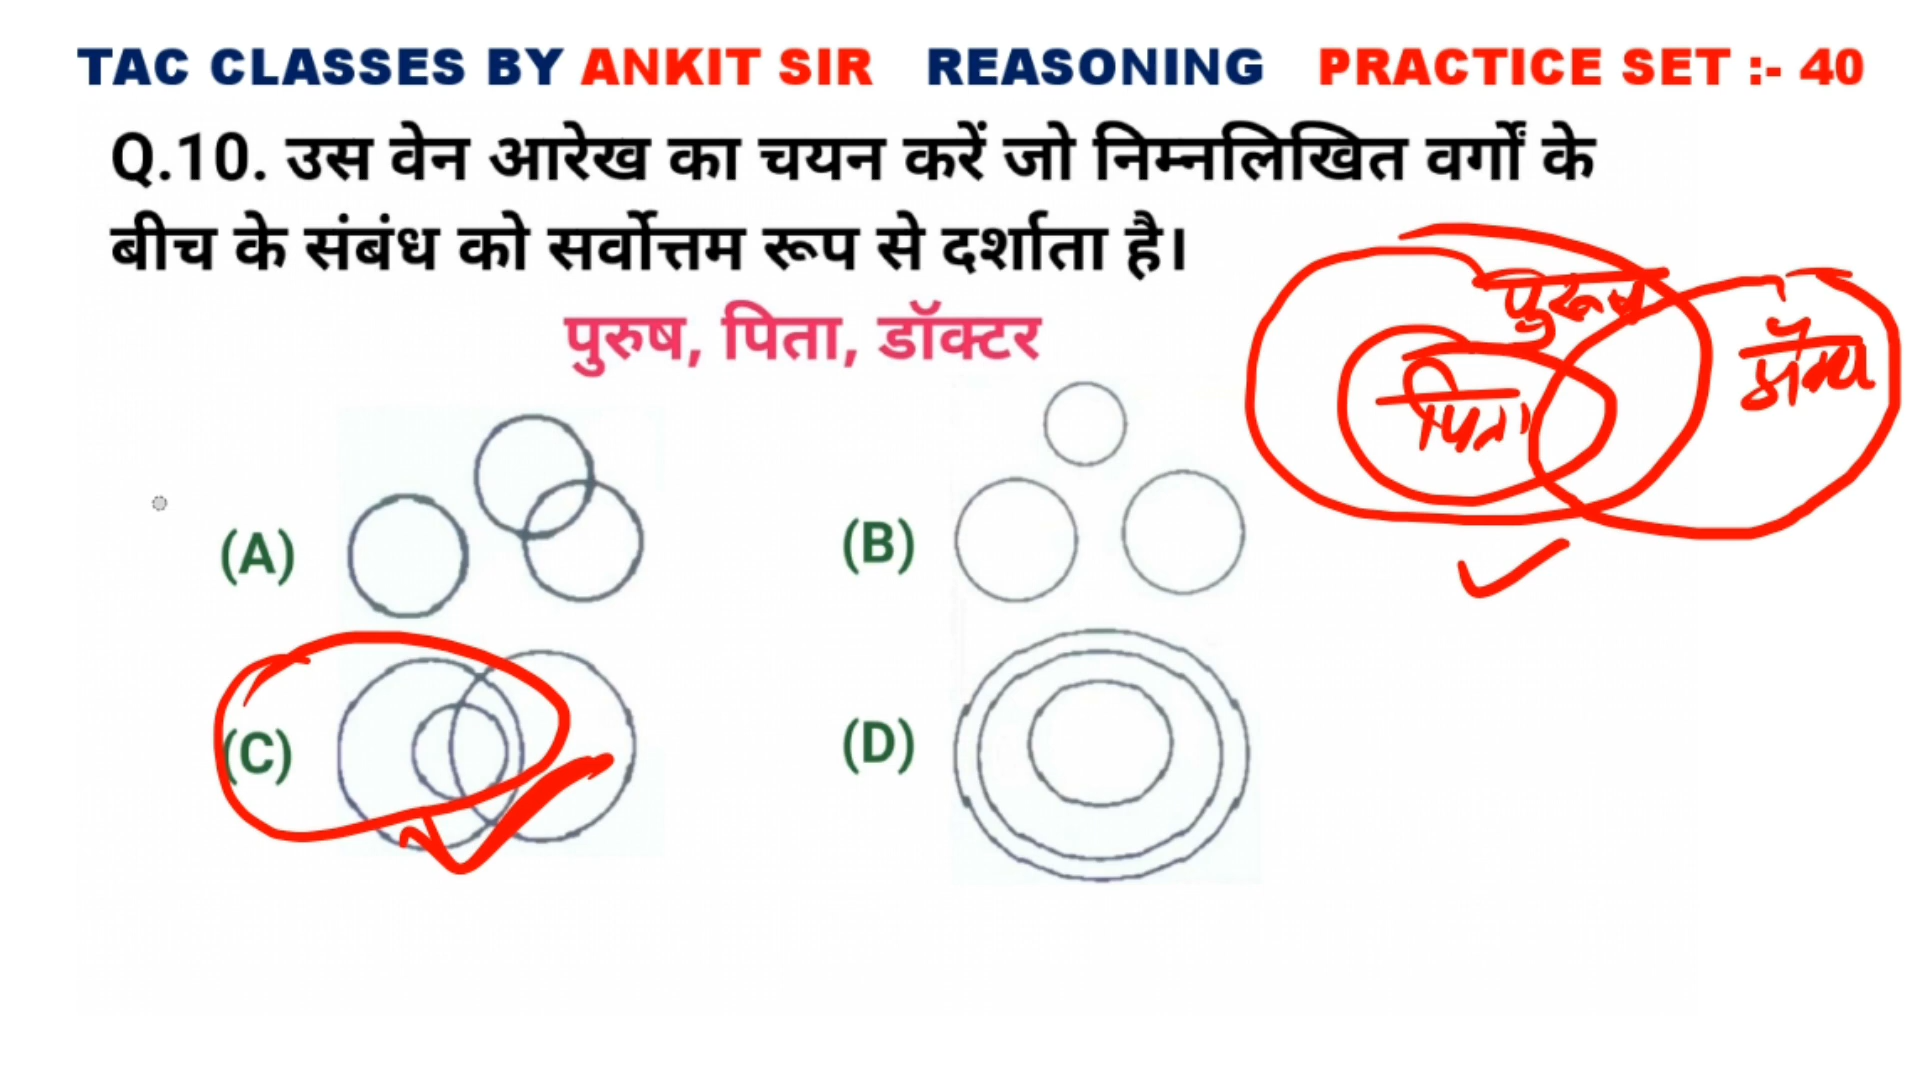 TAC CLASSES BY ANKIT SIR REASONING PRACTICE SET :- 40
Q.10. उस वेन आरेख का चयन करें जो निम्नलिखित वर्गों के
बीच के संबंध को सर्वोत्तम रूप से दर्शाता है।
पुरुष, पिता, डॉक्टर
पुरुष
पिता
(A)
(B)
(C)
(D)